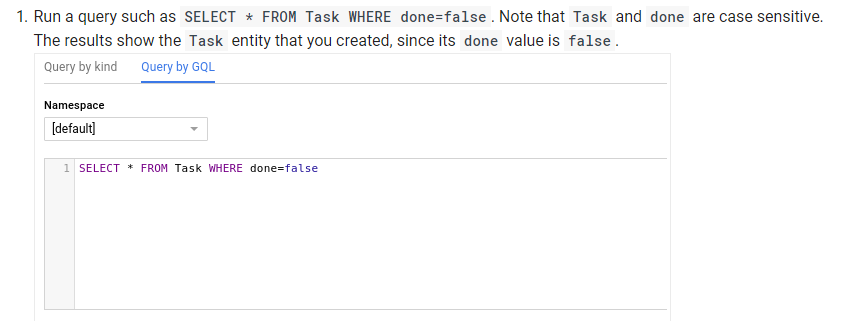 1. Run a query such as SELECT * FROM Task WHERE done=false. Note that Task and done are case sensitive.
The results show the Task entity that you created, since its done value is false.
Query by kind Query by GQL
Namespace
[default]
1 SELECT * FROM Task WHERE done=false